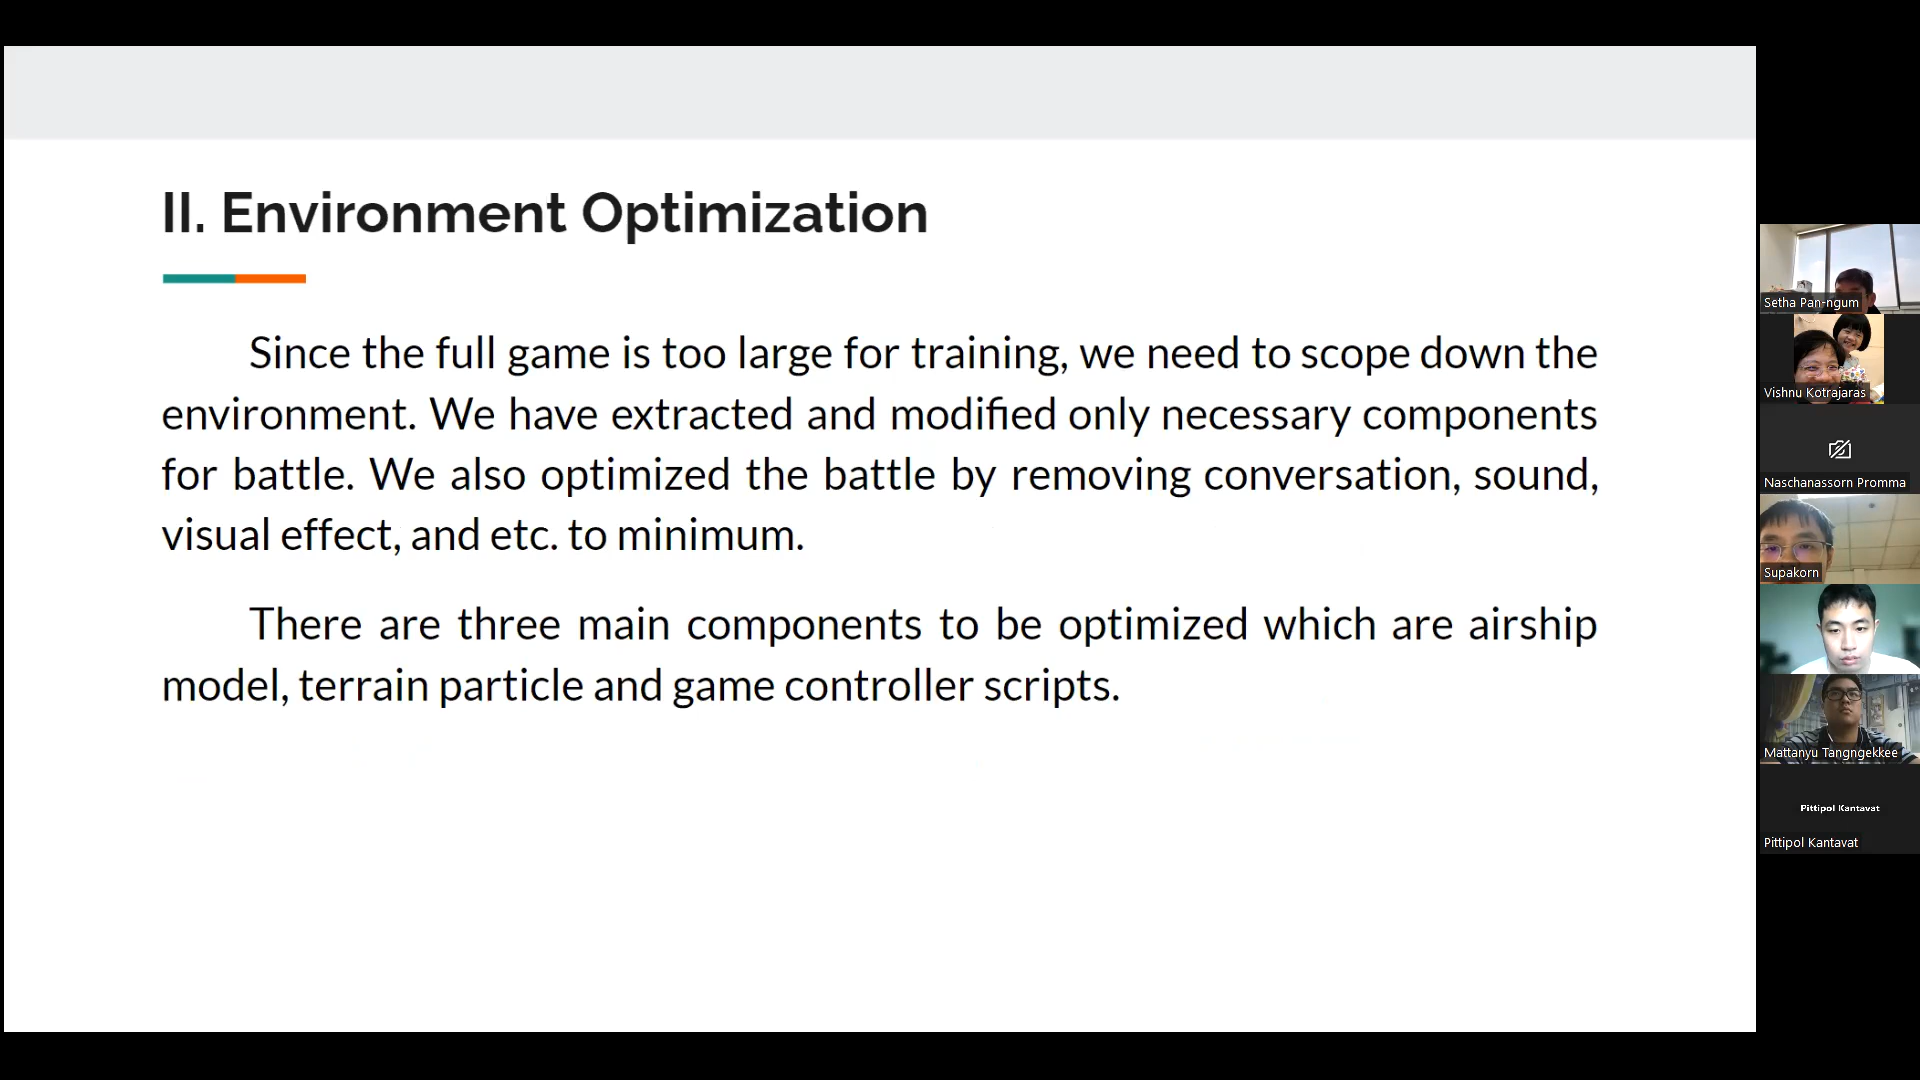 II. Environment Optimization
Since the full game is too large for training, we need to scope down the
environment. We have extracted and modified only necessary components
for battle. We also optimized the battle by removing conversation, sound,
visual effect, and etc. to minimum.
There are three main components to be optimized which are airship
model, terrain particle and game controller scripts.
Setha Pan-ngum
Vishnu Kotrajaras
Naschanassorn Promma
Supakorn
Mattanyu Tangngekkee
Pittipol Kantavat
Pittipol Kantavat